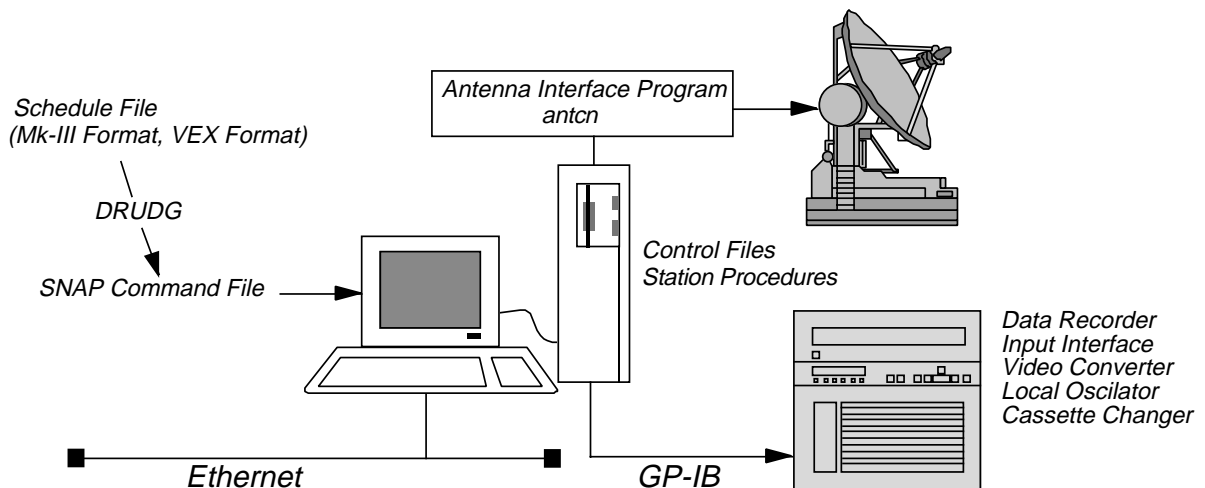 Schedule File
(Mk-III Format, VEX Format)
DRUDG
SNAP Command File
Antenna Interface Program
antcn
Control Files
Station Procedures
Data Recorder
Input Interface
Video Converter
Local Oscilator
Cassette Changer
Ethernet
GP-IB